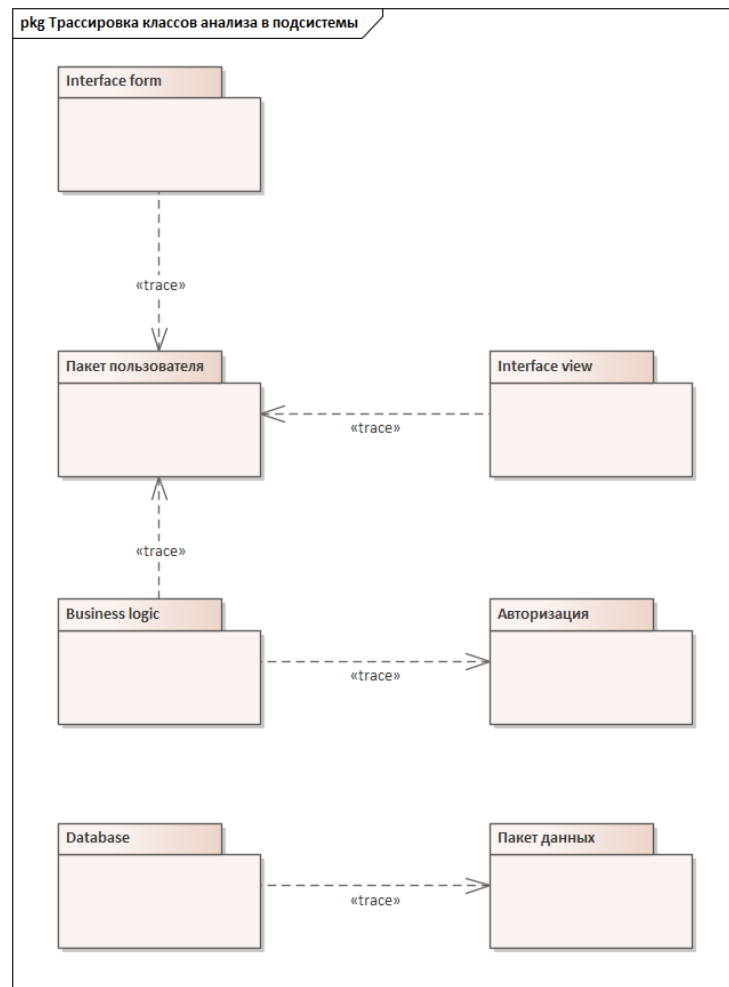 pkg Трассировка классов анализа в подсистемы
Interface form
«trace»
Пакет пользователя
Interface view
«trace»
«trace»
Business logic
Авторизация
«trace»
Database
Пакет данных
«trace»